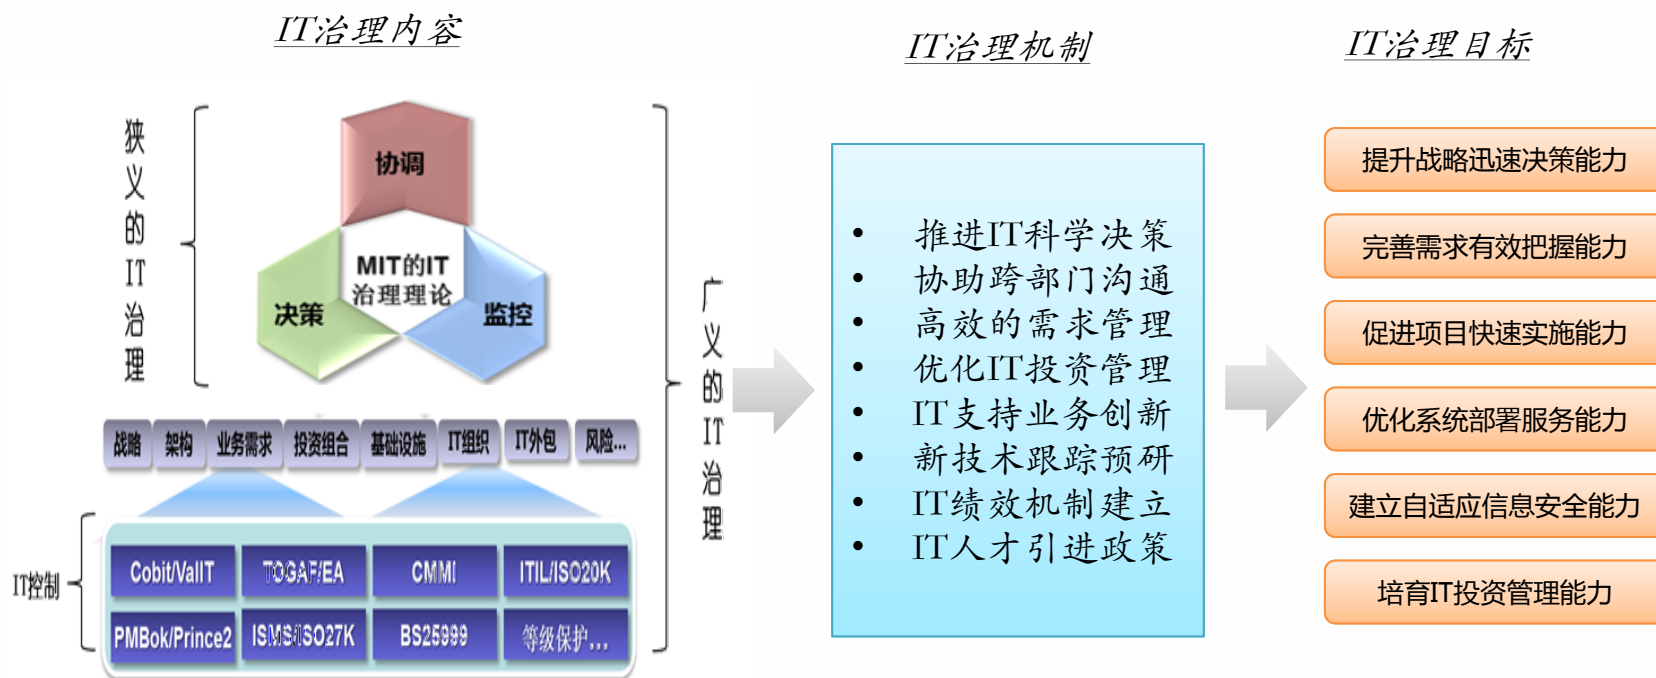 IT治理内容
IT治理机制
IT治理目标
狭义的IT治理
协调
MIT的IT
治理理论
决策
监控
广义的IT治理
战略
架构
业务需求
投资组合
基础设施
IT组织
IT外包
风险...
IT控制
Cobit/ValIT
TOGAF/EA
CMMI
ITIL/ISO20K
PMBok/Prince2
ISMS/ISO27K
BS25999
等级保护...
• 推进IT科学决策
• 协助跨部门沟通
• 高效的需求管理
• 优化IT投资管理
• IT支持业务创新
• 新技术跟踪预研
• IT绩效机制建立
• IT人才引进政策
提升战略迅速决策能力
完善需求有效把握能力
促进项目快速实施能力
优化系统部署服务能力
建立自适应信息安全能力
培育IT投资管理能力